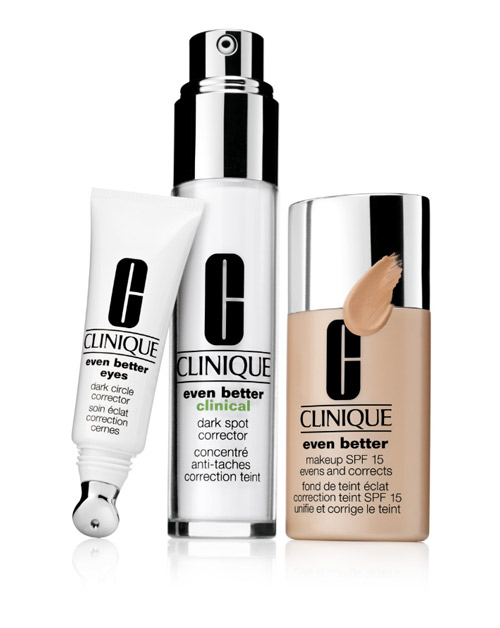 CLINIQUE
even better
eyes
dark circle
corrector
soin éclat
correction
cernes
CLINIQUE
even better
clinical
dark spot
corrector
concentré
anti-taches
correction teint
CLINIQUE
even better
makeup SPF 15
evens and corrects
fond de teint éclat
correction teint SPF 15
unifie et corrige le teint